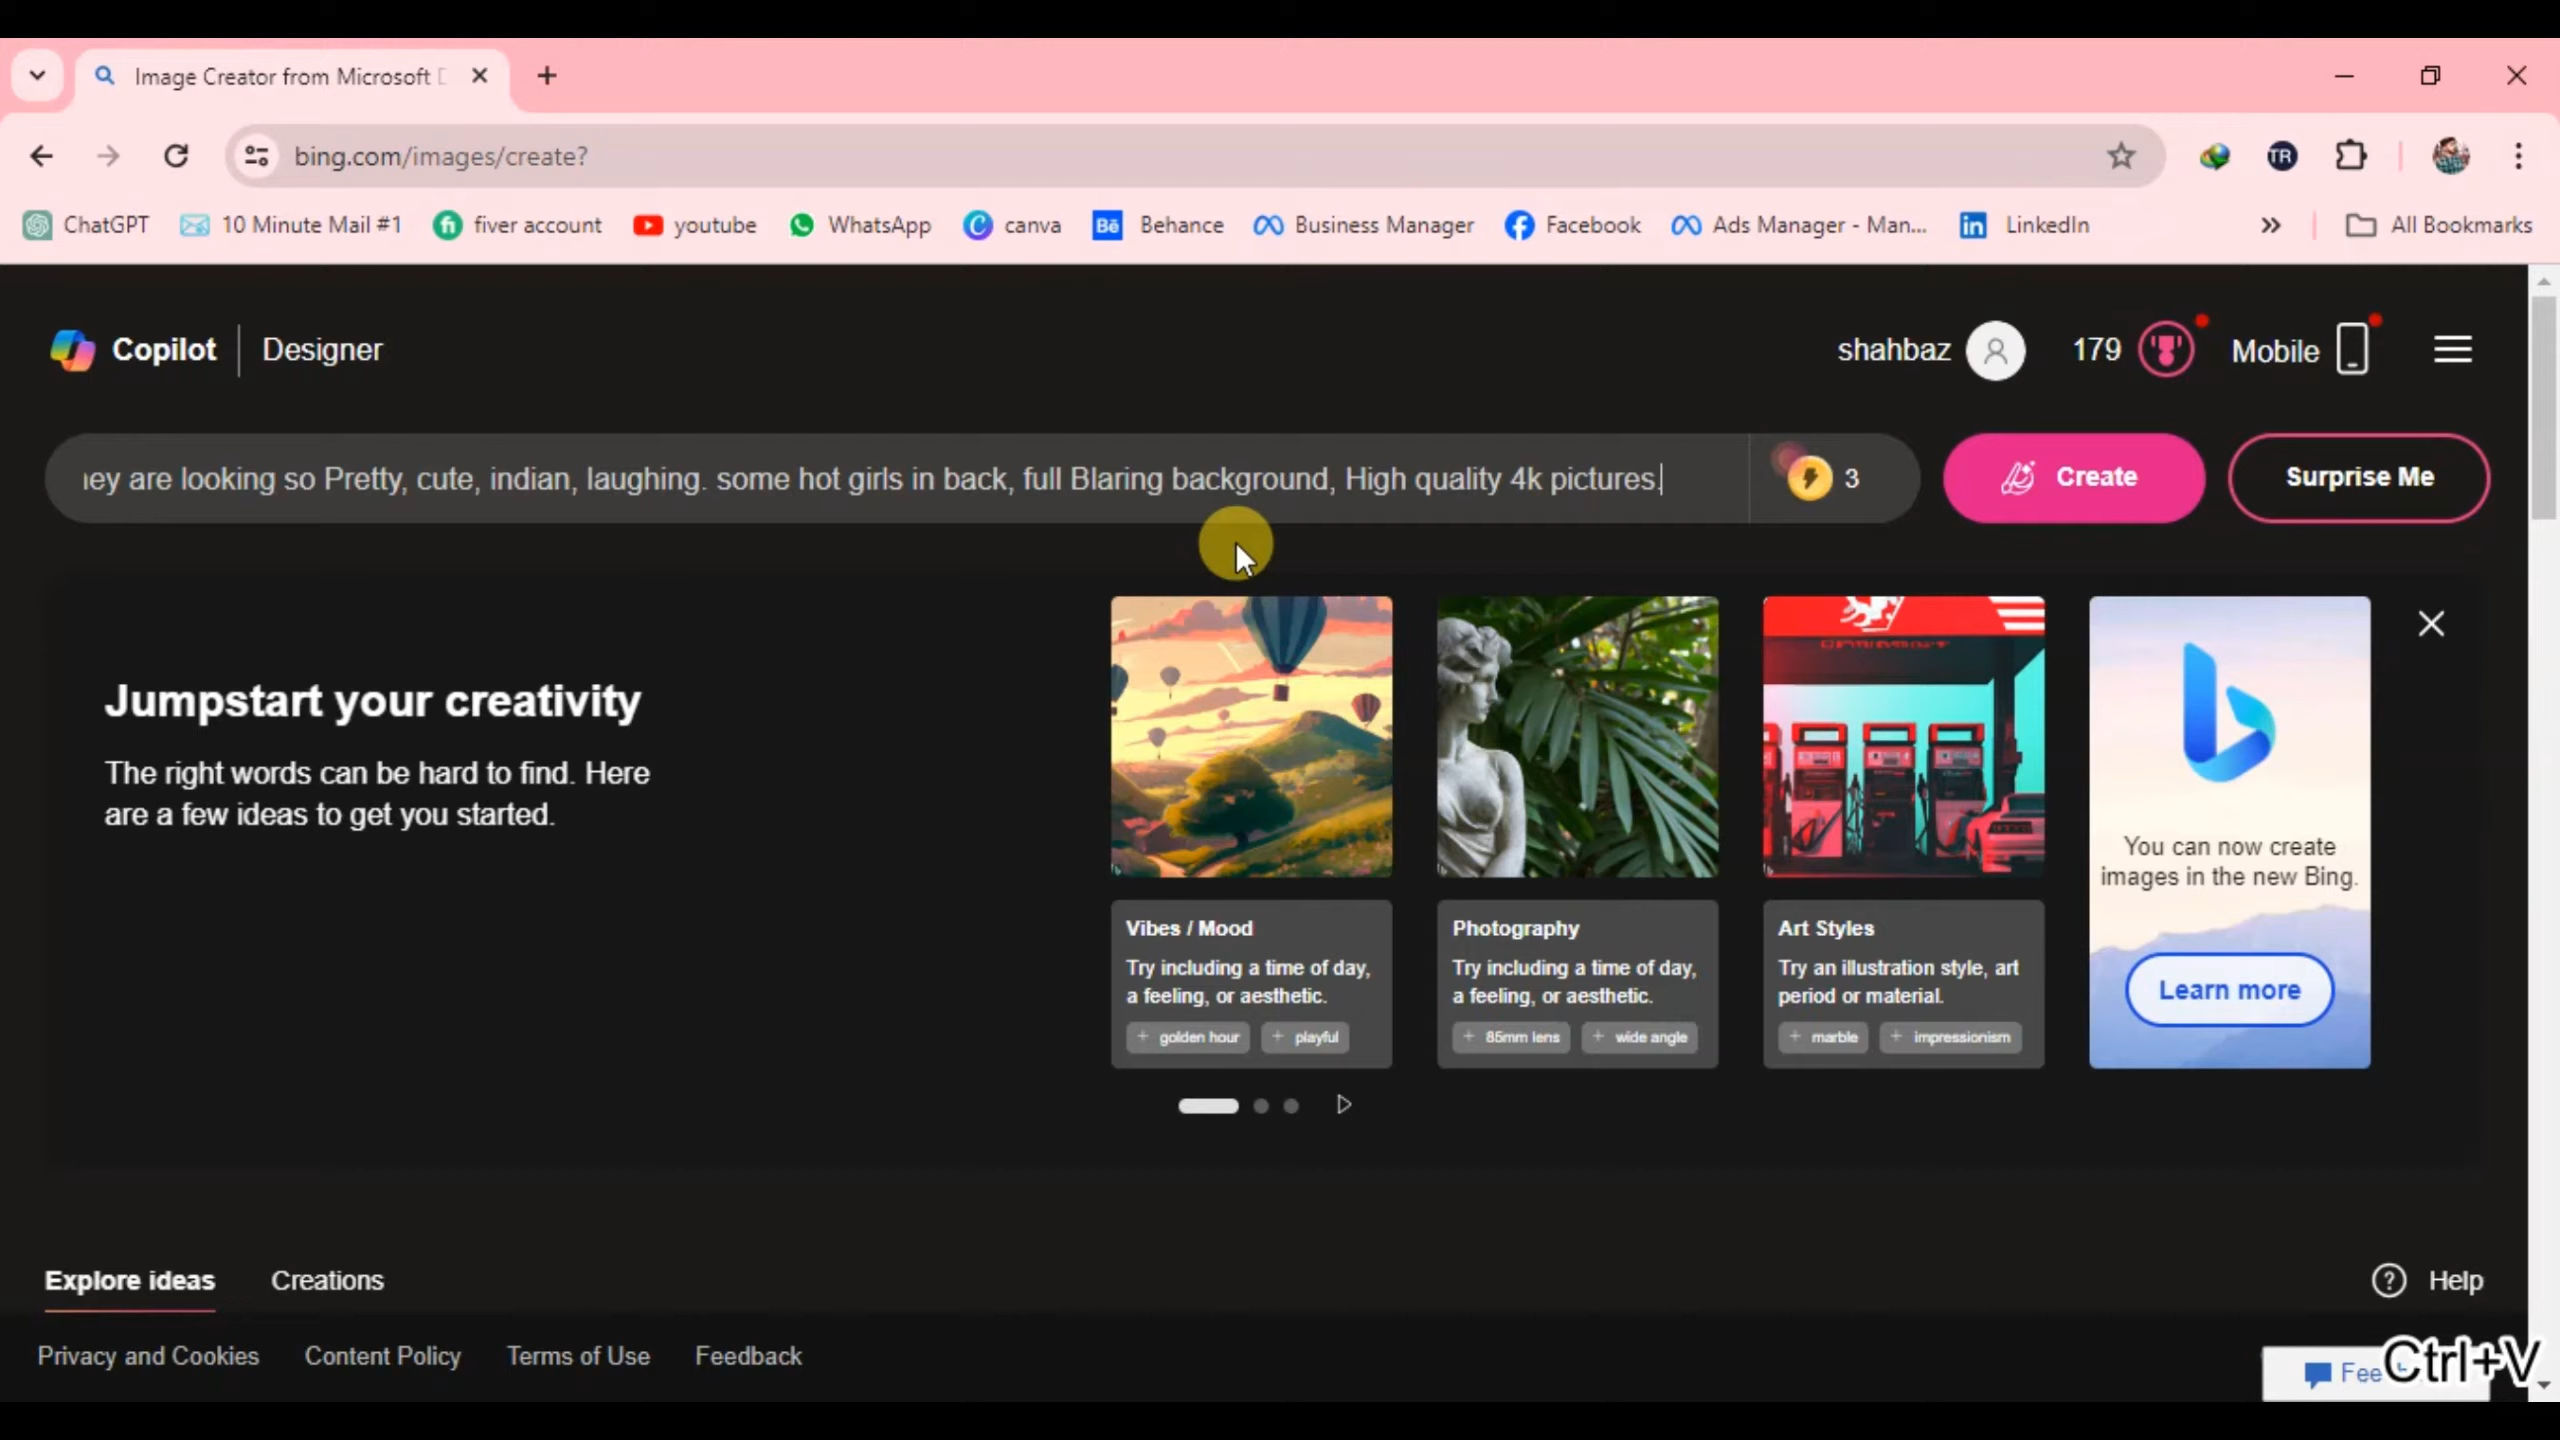 Image Creator from Microsoft
bing.com/images/create?
ChatGPT
10 Minute Mail #1
fiver account
youtube
WhatsApp
canva
Bē Behance
Business Manager
Facebook
Ads Manager - Man...
in LinkedIn
All Bookmarks
TR
Copilot Designer
shahbaz 179 Mobile
ey are looking so Pretty, cute, indian, laughing. some hot girls in back, full Blaring background, High quality 4k pictures.
3
Create
Surprise Me
Jumpstart your creativity
The right words can be hard to find. Here
are a few ideas to get you started.
Vibes / Mood
Try including a time of day,
a feeling, or aesthetic.
+ golden hour + playful
Photography
Try including a time of day,
a feeling, or aesthetic.
+ 85mm lens + wide angle
Art Styles
Try an illustration style, art
period or material.
+ marble + impressionism
You can now create
images in the new Bing.
Learn more
Explore ideas Creations
Help
Privacy and Cookies Content Policy Terms of Use Feedback
Fee
Ctrl+V